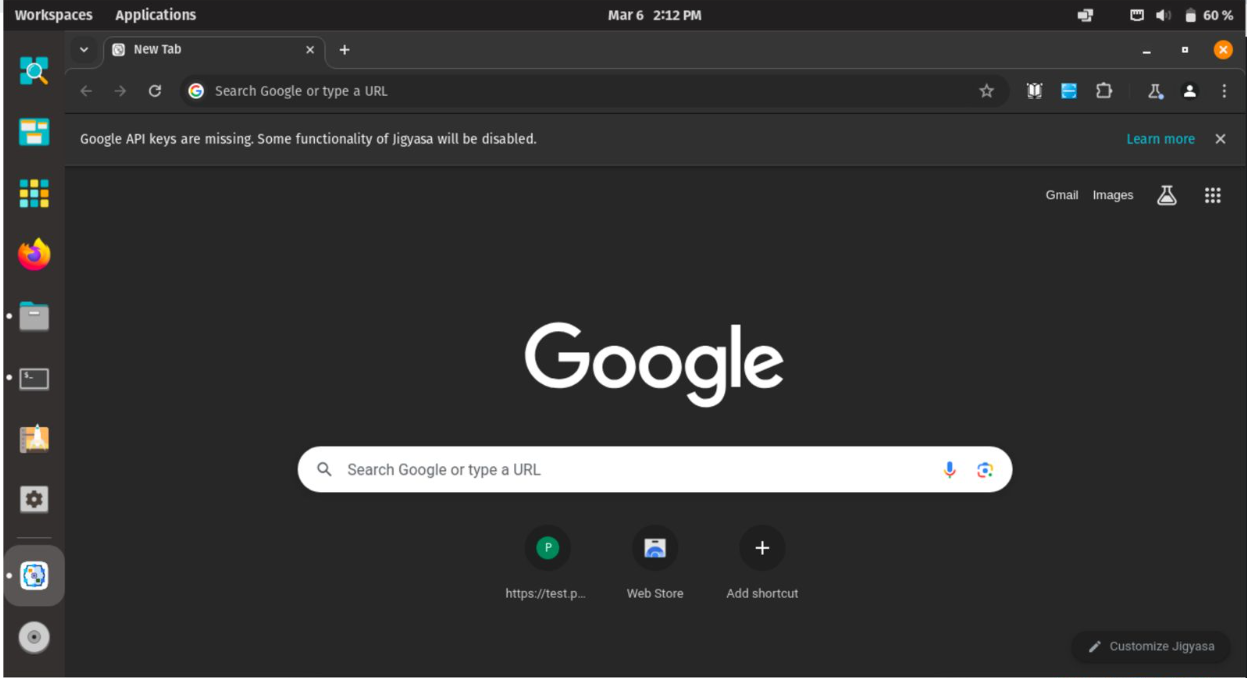 Workspaces Applications Mar 6 2:12 PM 60 %
New Tab
Search Google or type a URL
Google API keys are missing. Some functionality of Jigyasa will be disabled. Learn more
Gmail Images
Google
Search Google or type a URL
P
https://test.p... Web Store Add shortcut
Customize Jigyasa